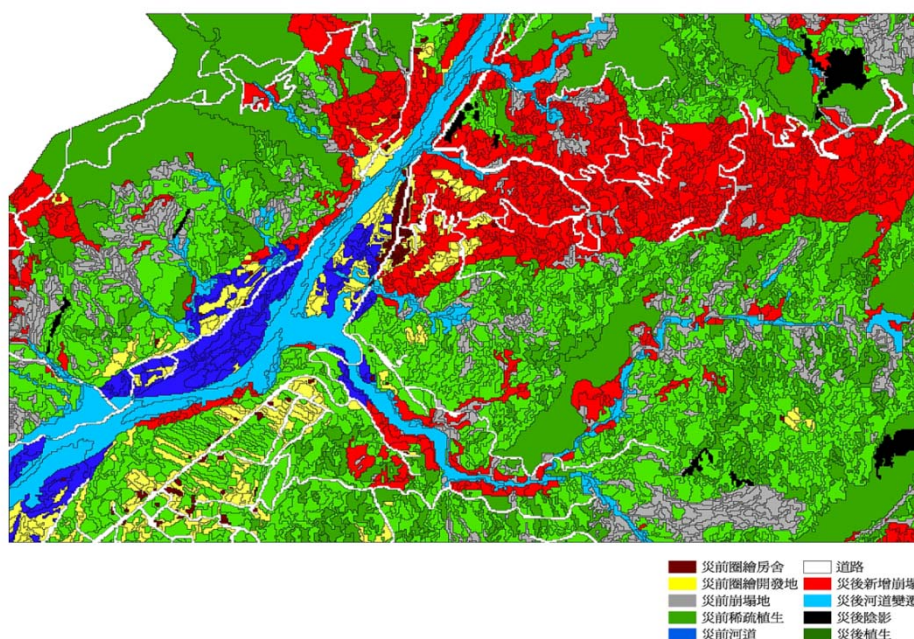 災前圈繪房舍
災前圈繪開發地
災前崩塌地
災前稀疏植生
災前河道
道路
災後新增崩塌
災後河道變遷
災後陰影
災後植生